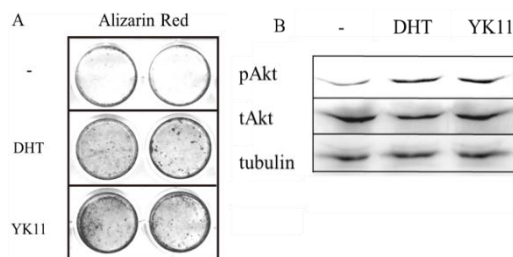 A
Alizarin Red
-
DHT
YK11
B
- DHT YK11
pAkt
tAkt
tubulin